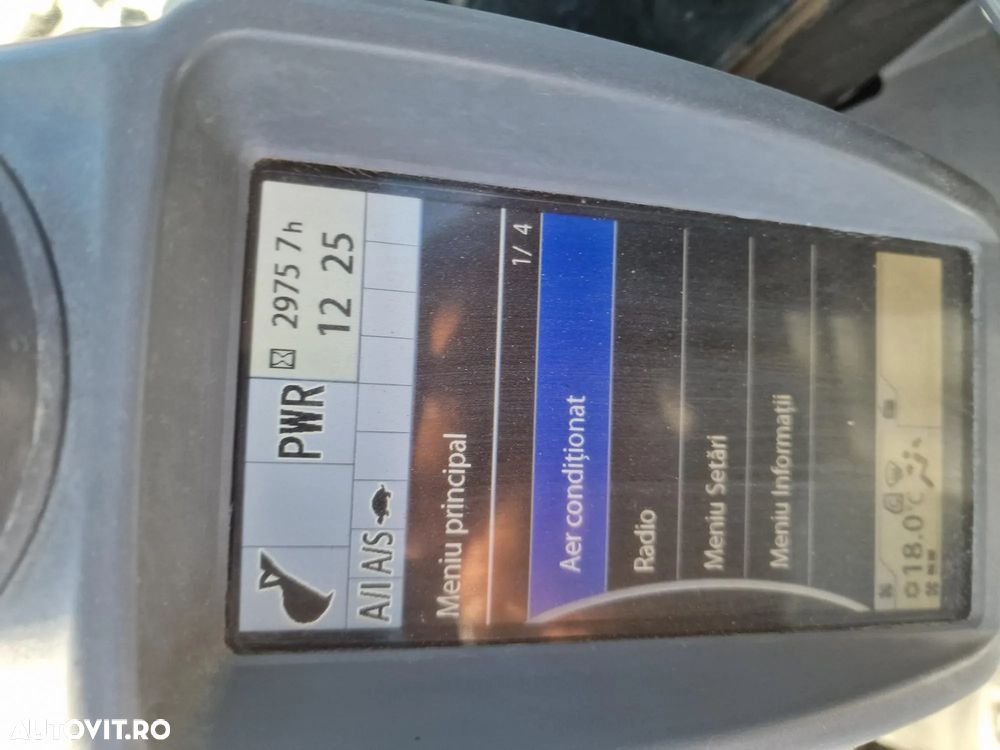 PWR
2975 7 h
12 25
A/I A/S
Meniu principal
1/ 4
Aer condiționat
Radio
Meniu Setări
Meniu Informații
18.0°C
AUTOVIT.RO